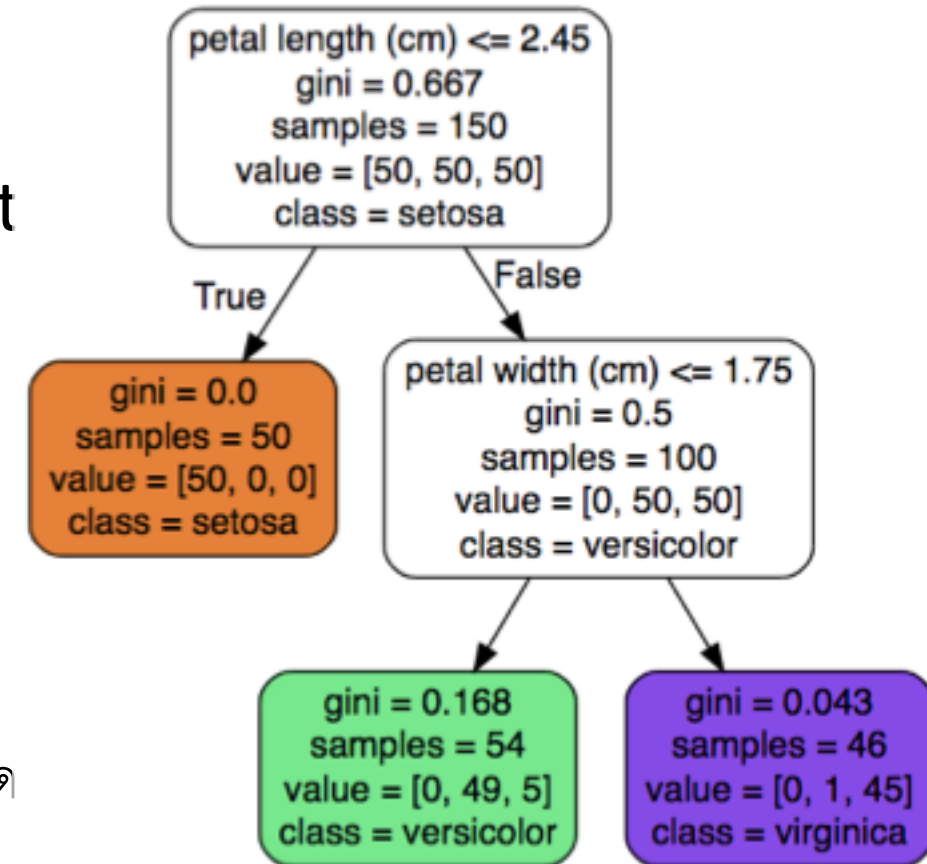 petal length (cm) <= 2.45
gini = 0.667
samples = 150
value = [50, 50, 50]
class = setosa
t
True
False
gini = 0.0
samples = 50
value = [50, 0, 0]
class = setosa
petal width (cm) <= 1.75
gini = 0.5
samples = 100
value = [0, 50, 50]
class = versicolor
gini = 0.168
samples = 54
value = [0, 49, 5]
class = versicolor
gini = 0.043
samples = 46
value = [0, 1, 45]
class = virginica